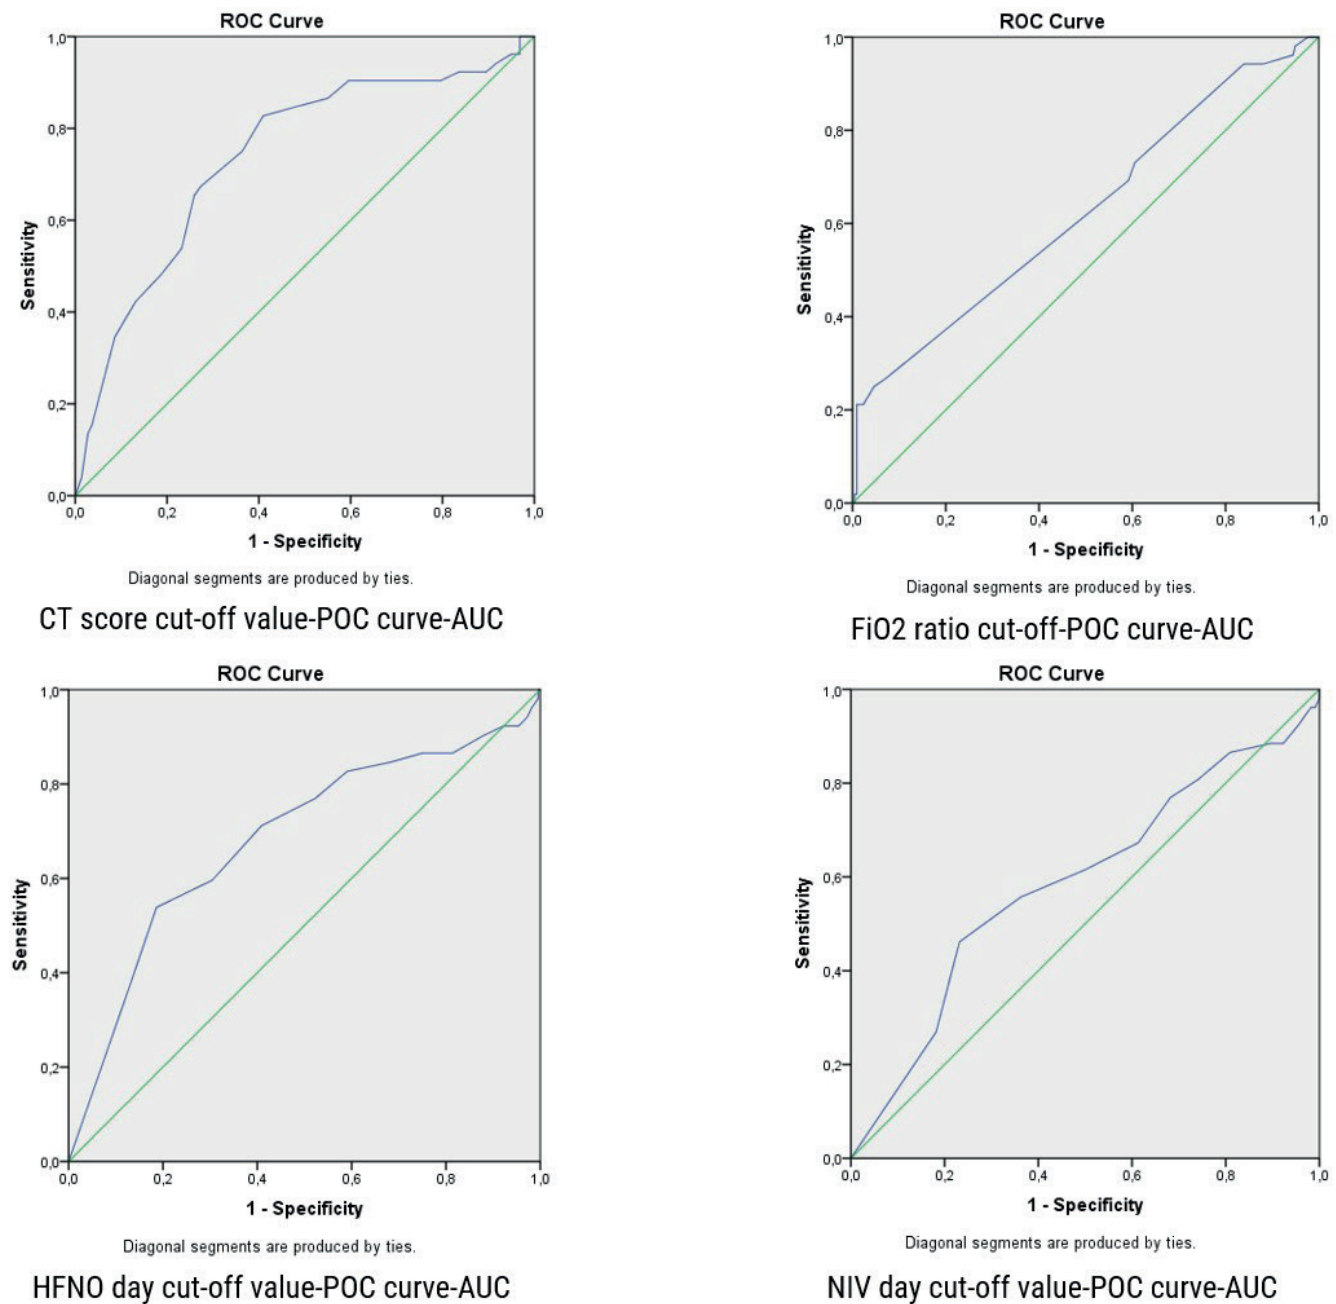 ROC Curve
1,0
0,8
0,6
0,4
0,2
0,0
Sensitivity
0,0 0,2 0,4 0,6 0,8 1,0
1 - Specificity
Diagonal segments are produced by ties.
CT score cut-off value-POC curve-AUC
ROC Curve
1,0
0,8
0,6
0,4
0,2
0,0
Sensitivity
0,0 0,2 0,4 0,6 0,8 1,0
1 - Specificity
Diagonal segments are produced by ties.
FiO2 ratio cut-off-POC curve-AUC
ROC Curve
1,0
0,8
0,6
0,4
0,2
0,0
Sensitivity
0,0 0,2 0,4 0,6 0,8 1,0
1 - Specificity
Diagonal segments are produced by ties.
HFNO day cut-off value-POC curve-AUC
ROC Curve
1,0
0,8
0,6
0,4
0,2
0,0
Sensitivity
0,0 0,2 0,4 0,6 0,8 1,0
1 - Specificity
Diagonal segments are produced by ties.
NIV day cut-off value-POC curve-AUC